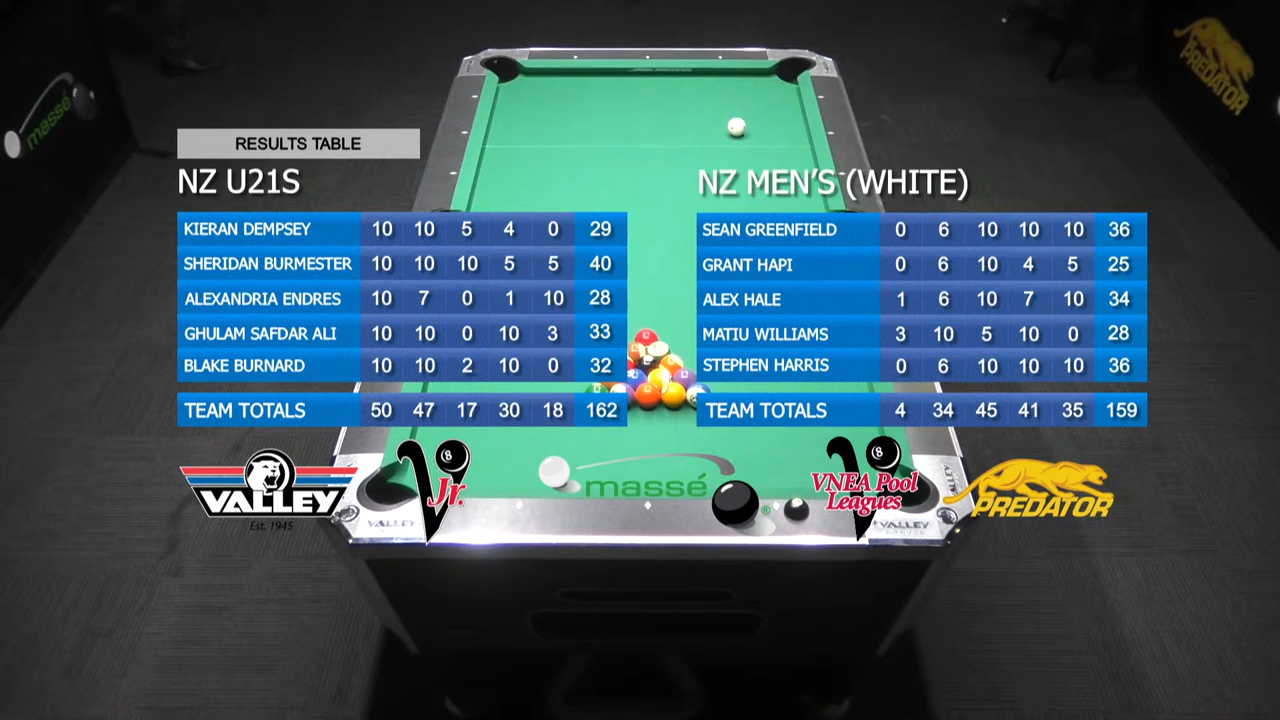 massé
PREDATOR
RESULTS TABLE
NZ U21S
KIERAN DEMPSEY 10 10 5 4 0 29
SHERIDAN BURMESTER 10 10 10 5 5 40
ALEXANDRIA ENDRES 10 7 0 1 10 28
GHULAM SAFDAR ALI 10 10 0 10 3 33
BLAKE BURNARD 10 10 2 10 0 32
TEAM TOTALS 50 47 17 30 18 162
NZ MEN'S (WHITE)
SEAN GREENFIELD 0 6 10 10 10 36
GRANT HAPI 0 6 10 4 5 25
ALEX HALE 1 6 10 7 10 34
MATIU WILLIAMS 3 10 5 10 0 28
STEPHEN HARRIS 0 6 10 10 10 36
TEAM TOTALS 4 34 45 41 35 159
VALLEY
Est. 1945
V 8
Jr.
massé ®
V 8
VNEA Pool
Leagues
PREDATOR
VALLEY
VALLEY